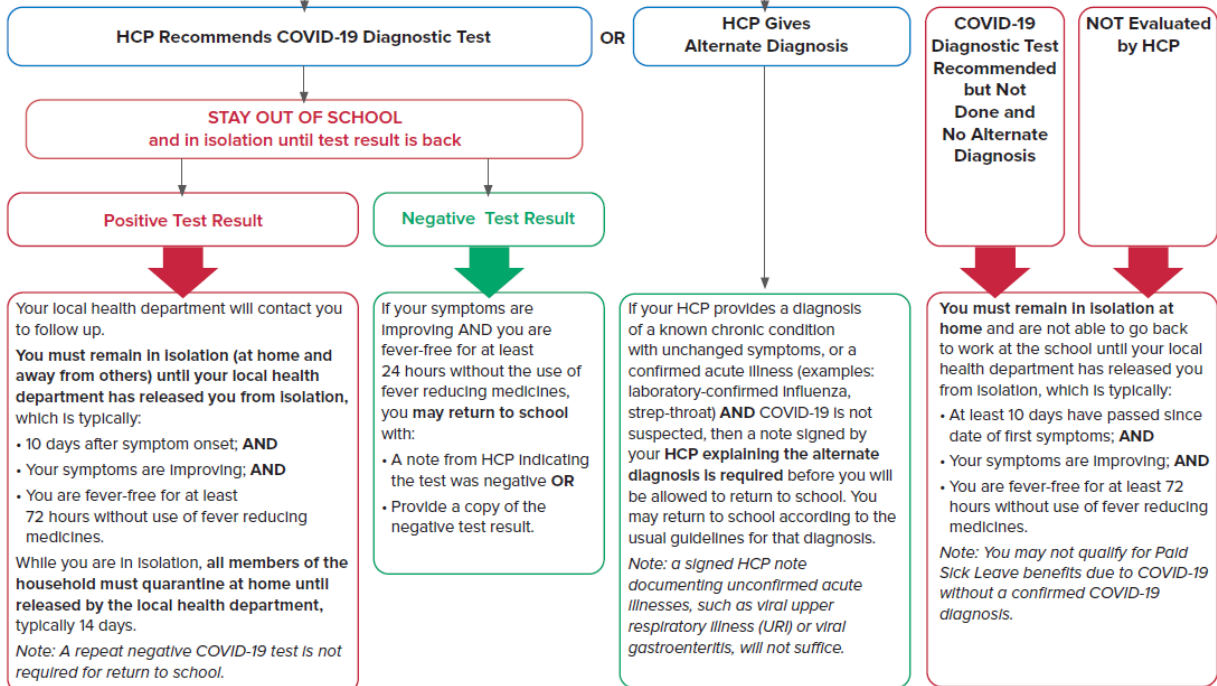 HCP Recommends COVID-19 Diagnostic Test
OR
HCP Gives
Alternate Diagnosis
COVID-19
Diagnostic Test
Recommended
but Not
Done and
No Alternate
Diagnosis
NOT Evaluated
by HCP
STAY OUT OF SCHOOL
and in isolation until test result is back
Positive Test Result
Negative Test Result
Your local health department will contact you
to follow up.
You must remain in isolation (at home and
away from others) until your local health
department has released you from isolation,
which is typically:
• 10 days after symptom onset; AND
• Your symptoms are improving; AND
• You are fever-free for at least
72 hours without use of fever reducing
medicines.
While you are in isolation, all members of the
household must quarantine at home until
released by the local health department,
typically 14 days.
Note: A repeat negative COVID-19 test is not
required for return to school.
If your symptoms are
improving AND you are
fever-free for at least
24 hours without the use of
fever reducing medicines,
you may return to school
with:
• A note from HCP indicating
the test was negative OR
• Provide a copy of the
negative test result.
If your HCP provides a diagnosis
of a known chronic condition
with unchanged symptoms, or a
confirmed acute illness (examples:
laboratory-confirmed influenza,
strep-throat) AND COVID-19 is not
suspected, then a note signed by
your HCP explaining the alternate
diagnosis is required before you will
be allowed to return to school. You
may return to school according to the
usual guidelines for that diagnosis.
Note: a signed HCP note
documenting unconfirmed acute
illnesses, such as viral upper
respiratory illness (URI) or viral
gastroenteritis, will not suffice.
You must remain in isolation at
home and are not able to go back
to work at the school until your local
health department has released you
from isolation, which is typically:
• At least 10 days have passed since
date of first symptoms; AND
• Your symptoms are improving; AND
• You are fever-free for at least 72
hours without use of fever reducing
medicines.
Note: You may not qualify for Paid
Sick Leave benefits due to COVID-19
without a confirmed COVID-19
diagnosis.